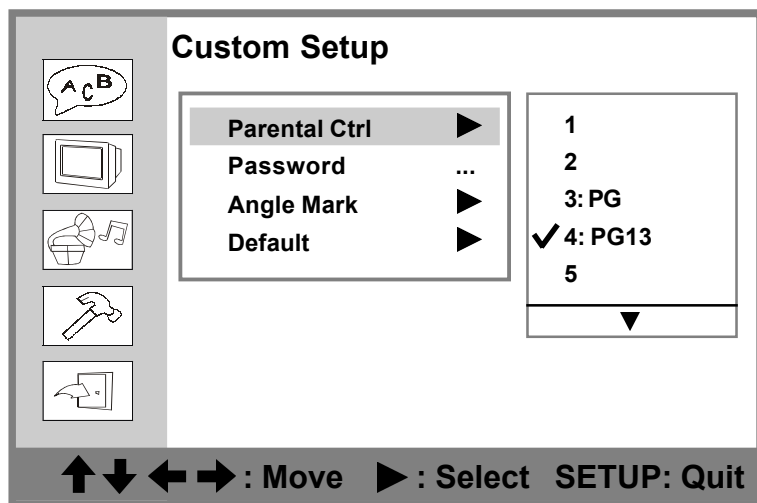 Custom Setup
A C B
Parental Ctrl ▶
Password ...
Angle Mark ▶
Default ▶
1
2
3: PG
✓ 4: PG13
5
▼
↑↓←→: Move ▶: Select SETUP: Quit